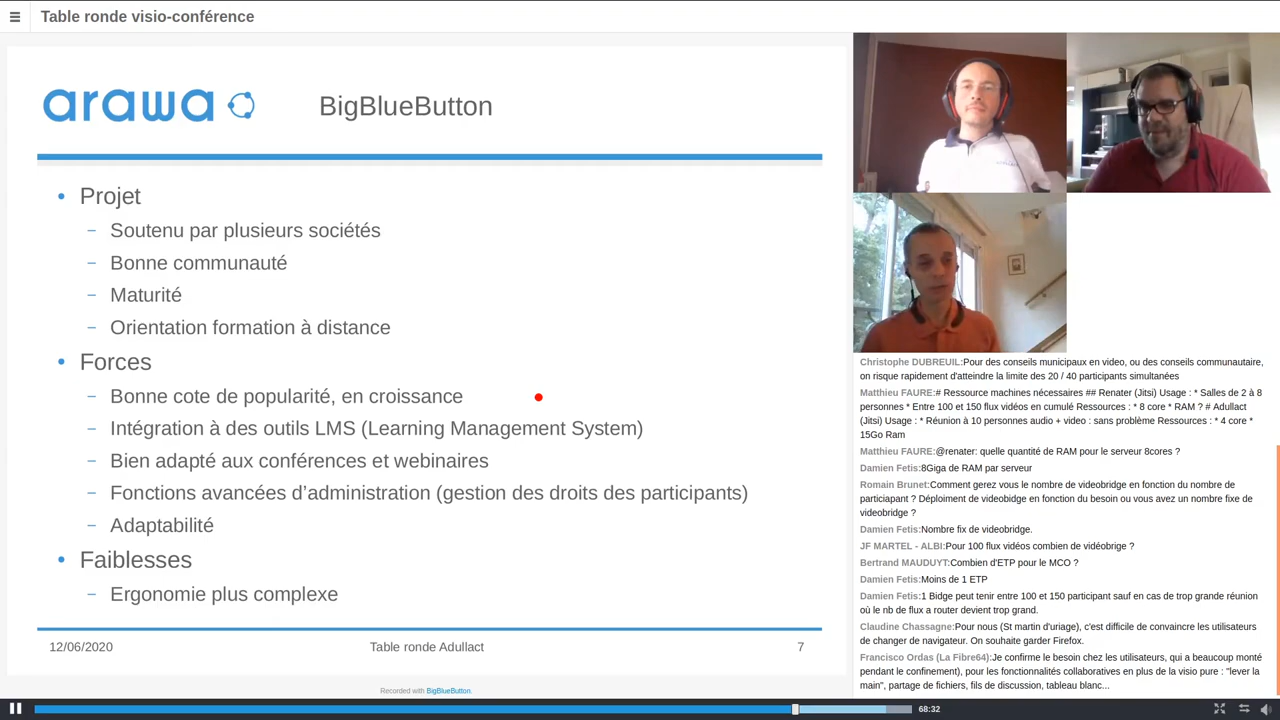 Table ronde visio-conférence
arawa
BigBlueButton
• Projet
– Soutenu par plusieurs sociétés
– Bonne communauté
– Maturité
– Orientation formation à distance
• Forces
– Bonne cote de popularité, en croissance
– Intégration à des outils LMS (Learning Management System)
– Bien adapté aux conférences et webinaires
– Fonctions avancées d'administration (gestion des droits des participants)
– Adaptabilité
• Faiblesses
– Ergonomie plus complexe
12/06/2020 Table ronde Adullact 7
Recorded with BigBlueButton.
Christophe DUBREUIL:Pour des conseils municipaux en video, ou des conseils communautaire,
on risque rapidement d'atteindre la limite des 20 / 40 participants simultanées
Matthieu FAURE:# Ressource machines nécessaires ## Renater (Jitsi) Usage : * Salles de 2 à 8
personnes * Entre 100 et 150 flux vidéos en cumulé Ressources : * 8 core * RAM ? # Adullact
(Jitsi) Usage : * Réunion à 10 personnes audio + video : sans problème Ressources : * 4 core *
15Go Ram
Matthieu FAURE:@renater: quelle quantité de RAM pour le serveur 8cores ?
Damien Fetis:8Giga de RAM par serveur
Romain Brunet:Comment gerez vous le nombre de videobridge en fonction du nombre de
particiapant ? Déploiment de videobidge en fonction du besoin ou vous avez un nombre fixe de
videobridge ?
Damien Fetis:Nombre fix de videobridge.
JF MARTEL - ALBI:Pour 100 flux vidéos combien de vidéobrige ?
Bertrand MAUDUYT:Combien d'ETP pour le MCO ?
Damien Fetis:Moins de 1 ETP
Damien Fetis:1 Bidge peut tenir entre 100 et 150 participant sauf en cas de trop grande réunion
où le nb de flux a router devient trop grand.
Claudine Chassagne:Pour nous (St martin d'uriage), c'est difficile de convaincre les utilisateurs
de changer de navigateur. On souhaite garder Firefox.
Francisco Ordas (La Fibre64):Je confirme le besoin chez les utilisateurs, qui a beaucoup monté
pendant le confinement), pour les fonctionnalités collaboratives en plus de la visio pure : "lever la
main", partage de fichiers, fils de discussion, tableau blanc...
68:32